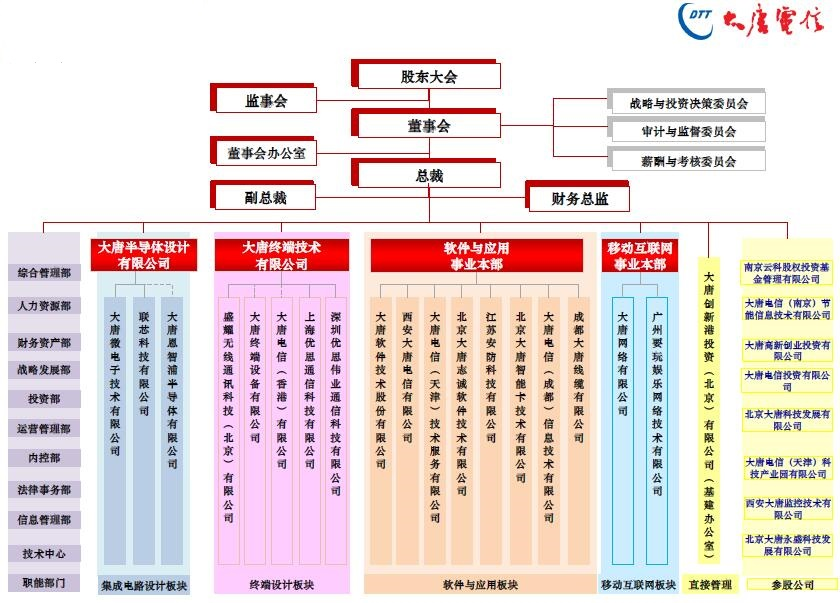 DTT 大唐電信
股东大会
监事会
战略与投资决策委员会
董事会
审计与监督委员会
董事会办公室
薪酬与考核委员会
总裁
副总裁
财务总监
综合管理部
人力资源部
财务资产部
战略发展部
投资部
运营管理部
内控部
法律事务部
信息管理部
技术中心
职能部门
大唐半导体设计
有限公司
大唐微电子技术有限公司
联芯科技有限公司
大唐恩智浦半导体有限公司
集成电路设计板块
大唐终端技术
有限公司
盛耀无线通讯科技（北京）有限公司
大唐终端设备有限公司
大唐电信（香港）有限公司
上海优思通信科技有限公司
深圳优思伟业通信科技有限公司
终端设计板块
软件与应用
事业本部
大唐软件技术股份有限公司
西安大唐电信有限公司
大唐电信（天津）技术服务有限公司
北京大唐志诚软件技术有限公司
江苏安防科技有限公司
北京大唐智能卡技术有限公司
大唐电信（成都）信息技术有限公司
成都大唐线缆有限公司
软件与应用板块
移动互联网
事业本部
大唐网络有限公司
广州要玩娱乐网络技术有限公司
移动互联网板块
大唐创新港投资（北京）有限公司（基建办公室）
直接管理
南京云科股权投资基
金管理有限公司
大唐电信（南京）节
能信息技术有限公司
大唐高新创业投资有
限公司
大唐电信投资有限公
司
北京大唐科技发展有
限公司
大唐电信（天津）科
技产业园有限公司
西安大唐监控技术有
限公司
北京大唐永盛科技发
展有限公司
参股公司